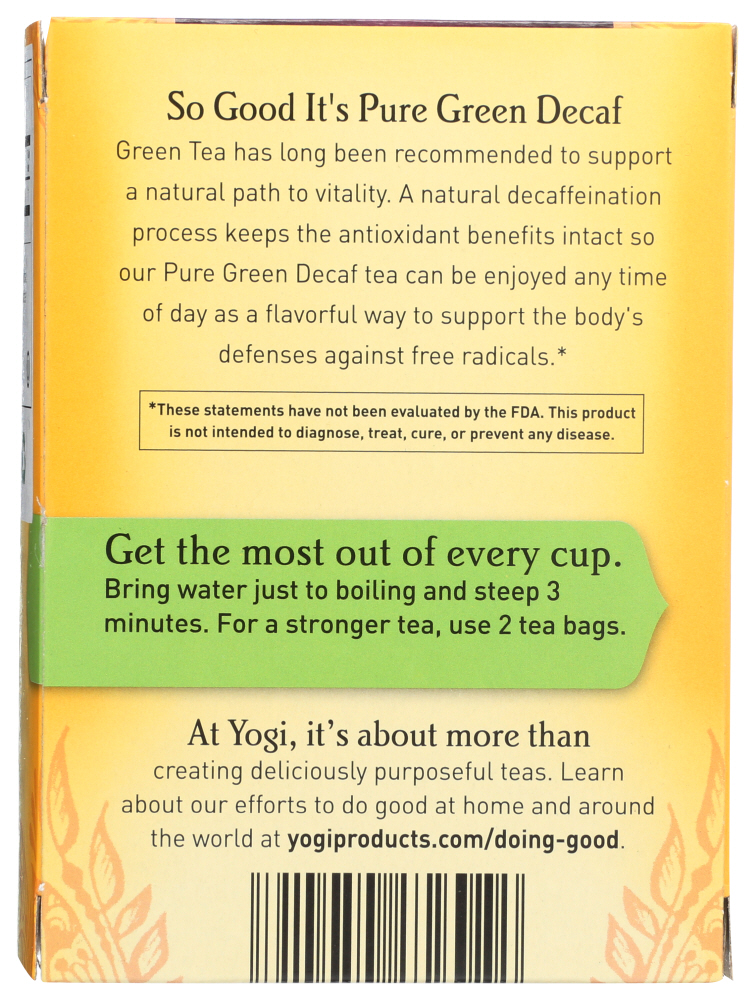 So Good It's Pure Green Decaf
Green Tea has long been recommended to support
a natural path to vitality. A natural decaffeination
process keeps the antioxidant benefits intact so
our Pure Green Decaf tea can be enjoyed any time
of day as a flavorful way to support the body's
defenses against free radicals.*
*These statements have not been evaluated by the FDA. This product
is not intended to diagnose, treat, cure, or prevent any disease.
Get the most out of every cup.
Bring water just to boiling and steep 3
minutes. For a stronger tea, use 2 tea bags.
At Yogi, it’s about more than
creating deliciously purposeful teas. Learn
about our efforts to do good at home and around
the world at yogiproducts.com/doing-good.